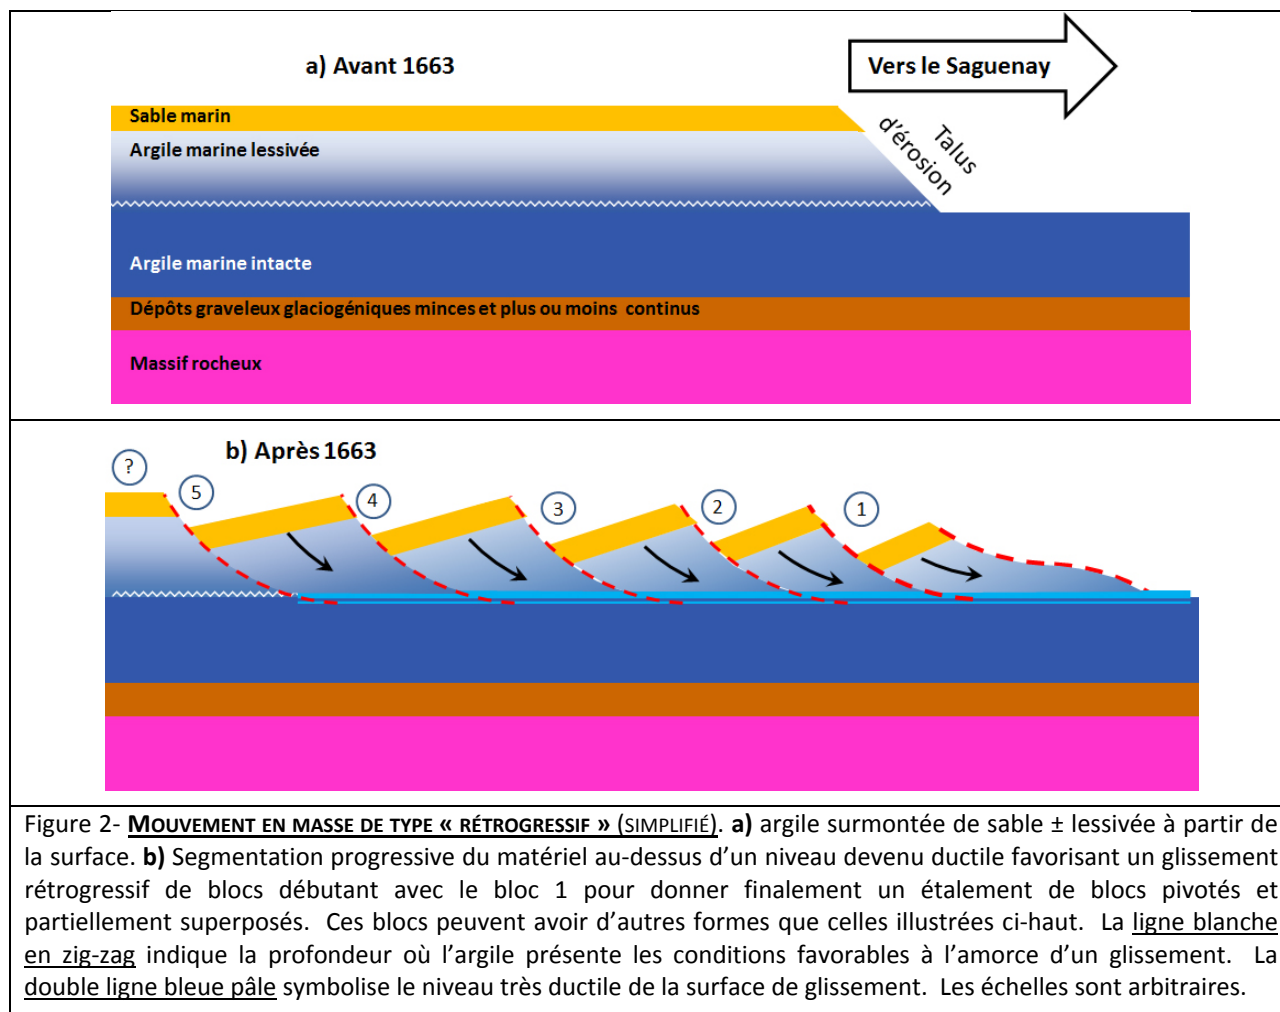 a) Avant 1663
Vers le Saguenay
Sable marin
Talus
d'érosion
Argile marine lessivée
Argile marine intacte
Dépôts graveleux glaciogéniques minces et plus ou moins continus
Massif rocheux
b) Après 1663
?
5
4
3
2
1
Figure 2- MOUVEMENT EN MASSE DE TYPE « RÉTROGRESSIF » (SIMPLIFIÉ). a) argile surmontée de sable ± lessivée à partir de
la surface. b) Segmentation progressive du matériel au-dessus d'un niveau devenu ductile favorisant un glissement
rétrogressif de blocs débutant avec le bloc 1 pour donner finalement un étalement de blocs pivotés et
partiellement superposés. Ces blocs peuvent avoir d'autres formes que celles illustrées ci-haut. La ligne blanche
en zig-zag indique la profondeur où l'argile présente les conditions favorables à l'amorce d'un glissement. La
double ligne bleue pâle symbolise le niveau très ductile de la surface de glissement. Les échelles sont arbitraires.